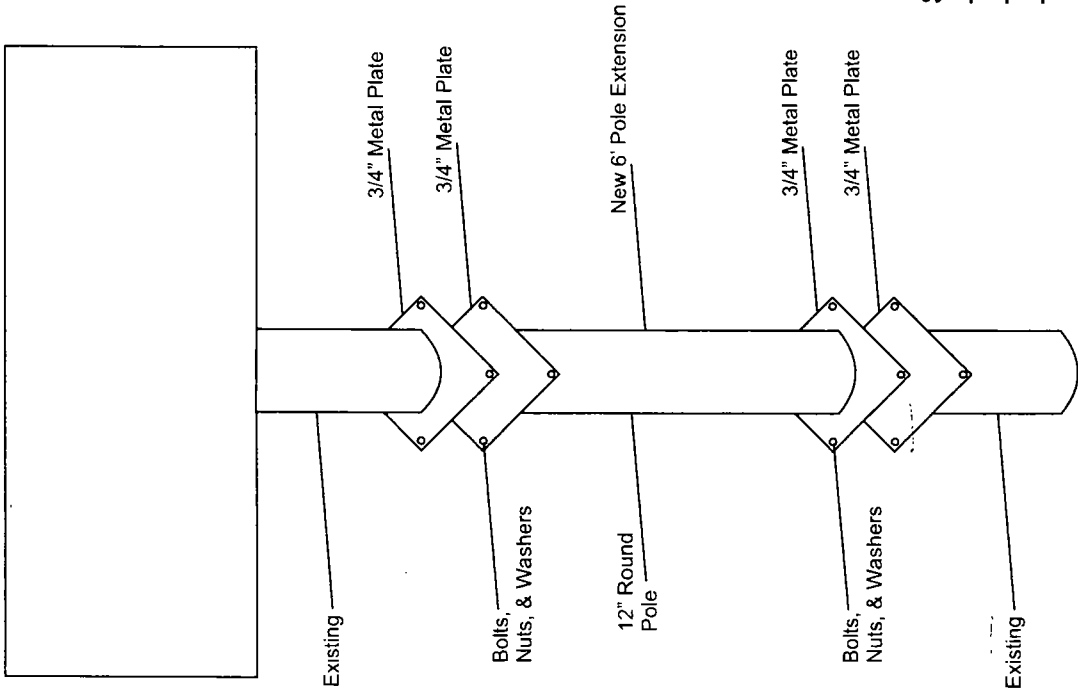 3/4" Metal Plate
3/4" Metal Plate
New 6' Pole Extension
3/4" Metal Plate
3/4" Metal Plate
Existing
Bolts,
Nuts, & Washers
12" Round
Pole
Bolts,
Nuts, & Washers
Existing